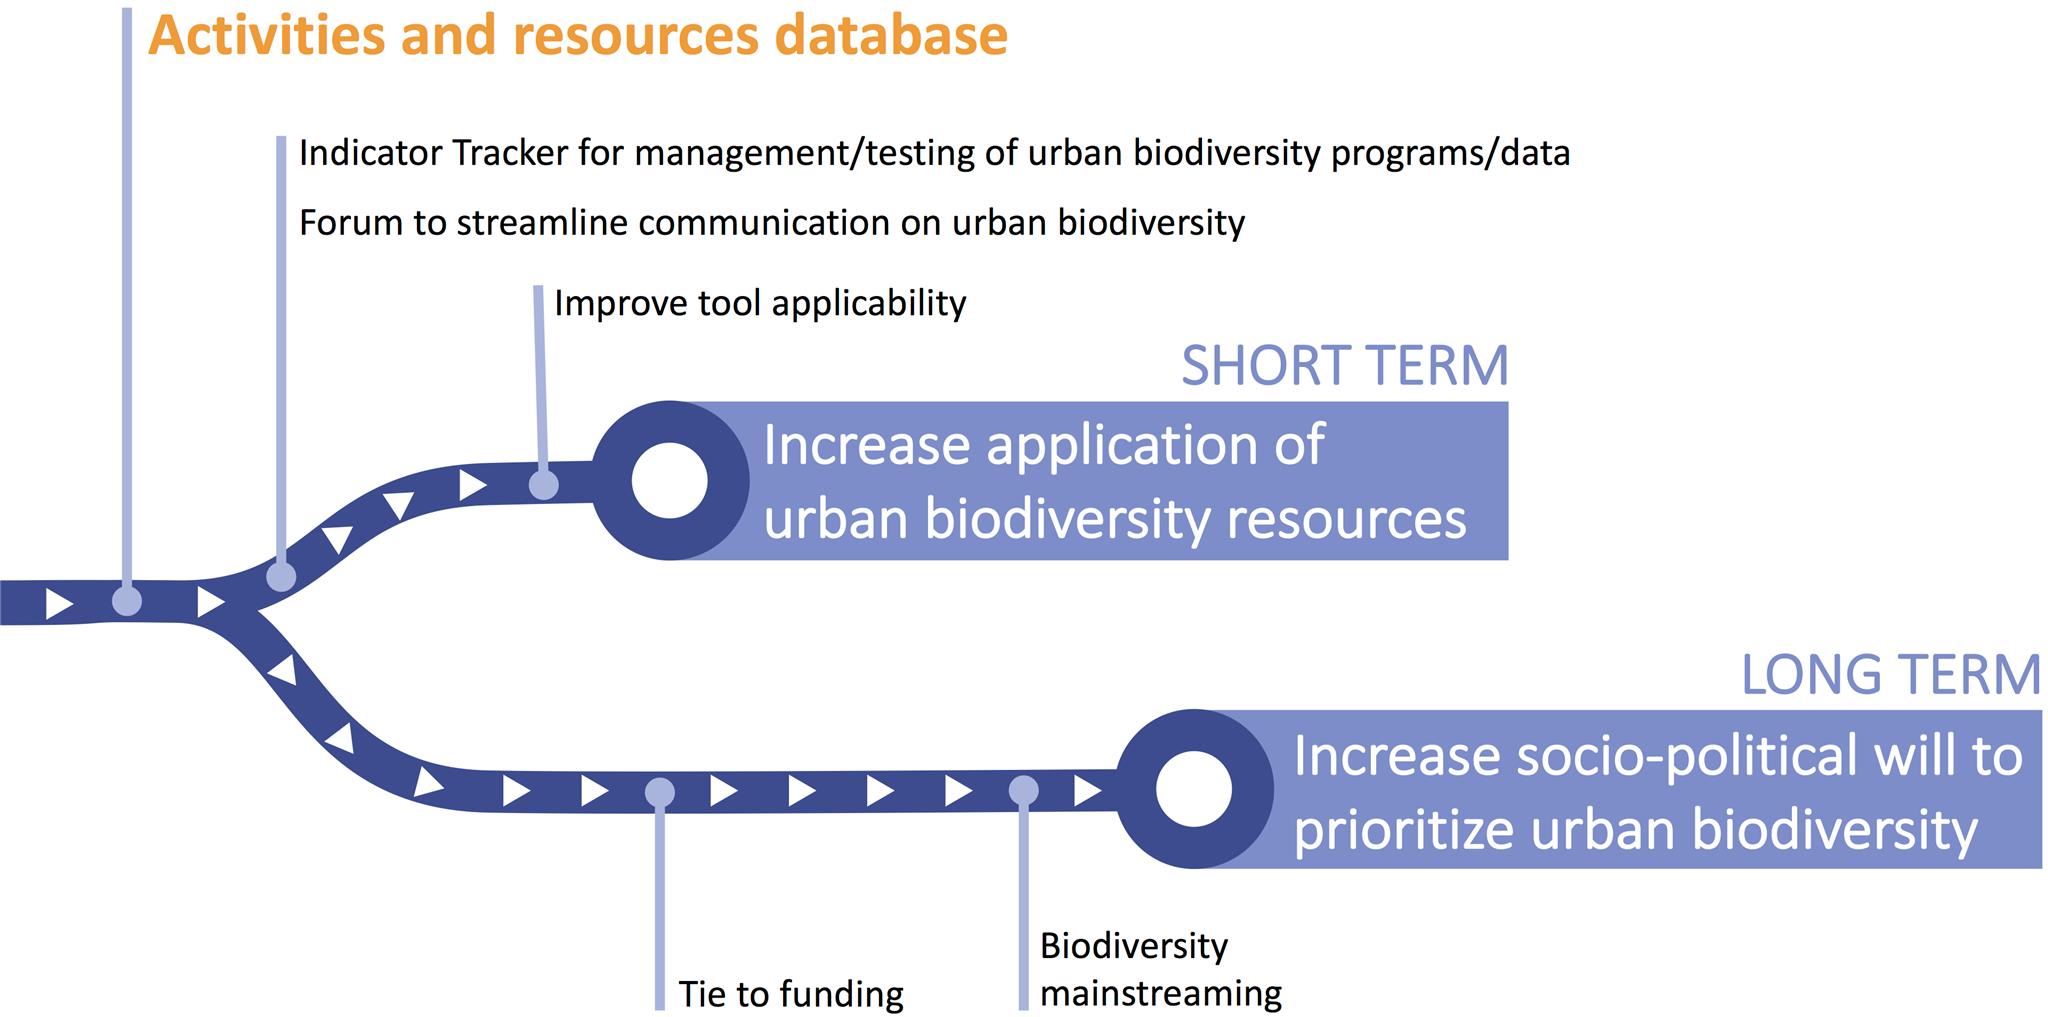 Activities and resources database
Indicator Tracker for management/testing of urban biodiversity programs/data
Forum to streamline communication on urban biodiversity
Improve tool applicability
SHORT TERM
Increase application of
urban biodiversity resources
LONG TERM
Increase socio-political will to
prioritize urban biodiversity
Tie to funding
Biodiversity
mainstreaming